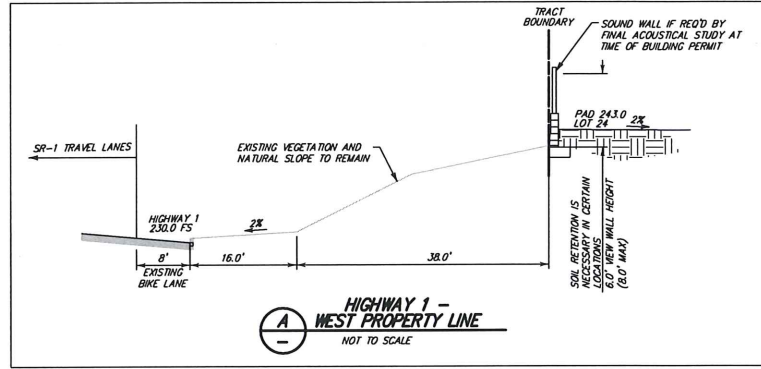 TRACT
BOUNDARY
SOUND WALL IF REQ'D BY
FINAL ACOUSTICAL STUDY AT
TIME OF BUILDING PERMIT
PAD 243.0
LOT 24
2%
SR-1 TRAVEL LANES
EXISTING VEGETATION AND
NATURAL SLOPE TO REMAIN
HIGHWAY 1
230.0 FS
2%
8'
16.0'
38.0'
EXISTING
BIKE LANE
SOIL RETENTION IS
NECESSARY IN CERTAIN
LOCATIONS
6.0' VIEW WALL HEIGHT
(8.0' MAX)
A
-
HIGHWAY 1 -
WEST PROPERTY LINE
NOT TO SCALE